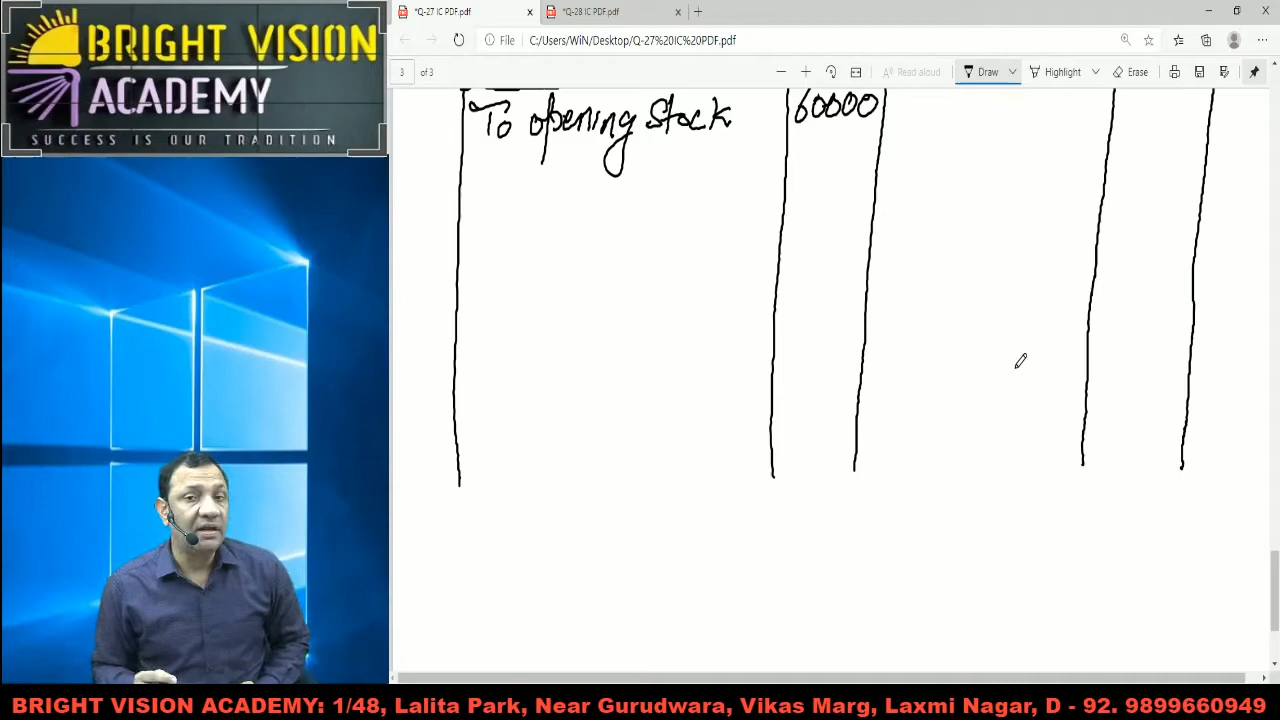 BRIGHT VISION
ACADEMY
SUCCESS IS OUR TRADITION
*Q-27 IC PDF.pdf
*Q-28 IC PDF.pdf
File C:/Users/WiN/Desktop/Q-27%20IC%20PDF.pdf
3 of 3
Read aloud
Draw
Highlight
Erase
To opening Stock 60000
BRIGHT VISION ACADEMY: 1/48, Lalita Park, Near Gurudwara, Vikas Marg, Laxmi Nagar, D - 92. 9899660949